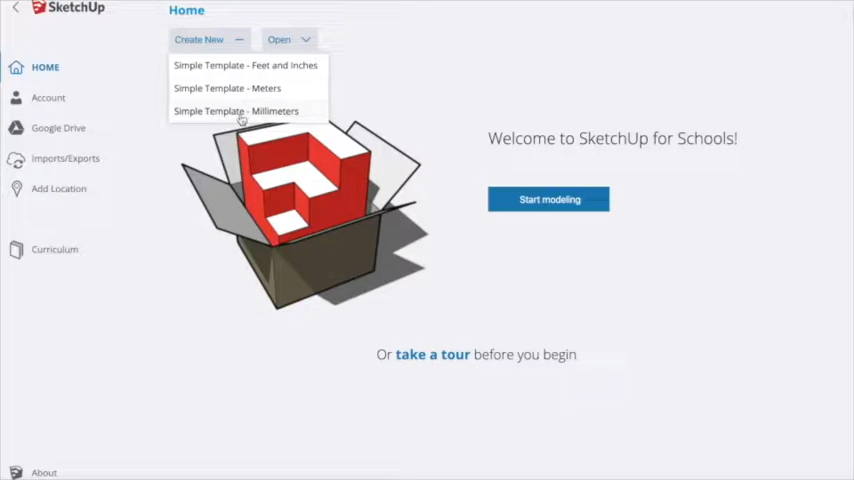 SketchUp
Home
Create New
Open
Simple Template - Feet and Inches
Simple Template - Meters
Simple Template - Millimeters
HOME
Account
Google Drive
Imports/Exports
Add Location
Curriculum
Welcome to SketchUp for Schools!
Start modeling
Or take a tour before you begin
About